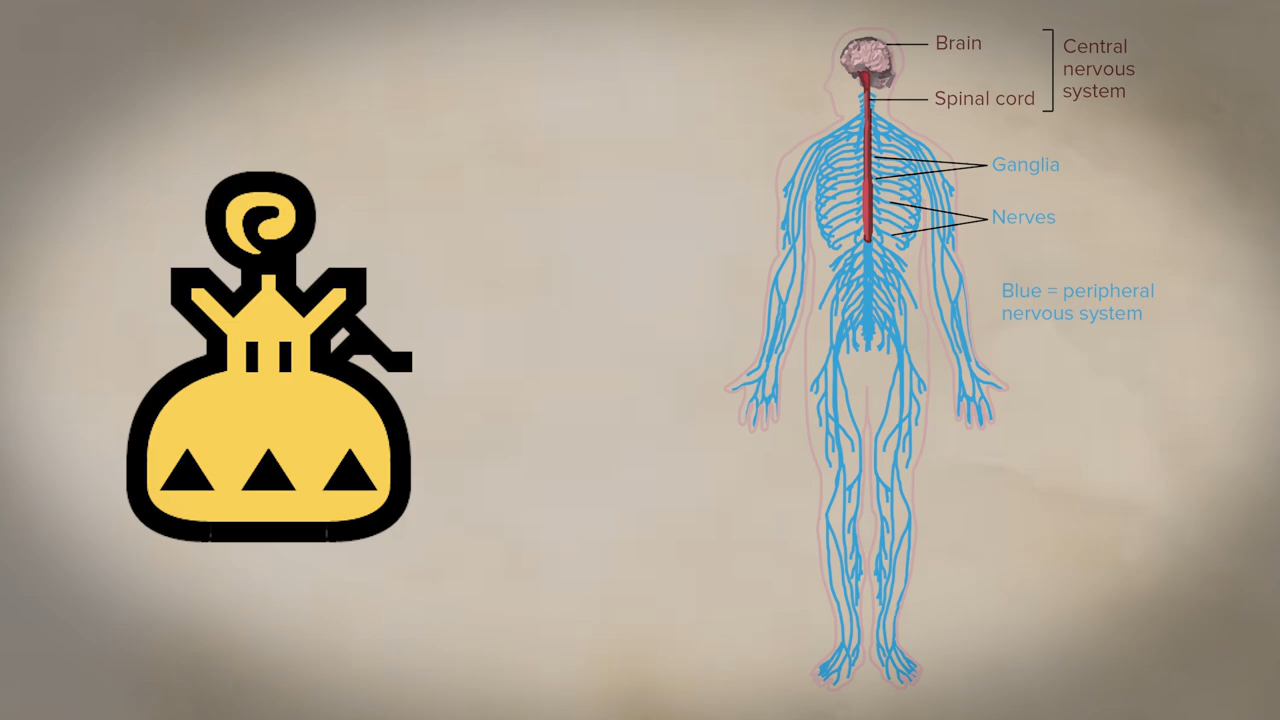 Brain
Spinal cord
Central
nervous
system
Ganglia
Nerves
Blue = peripheral
nervous system